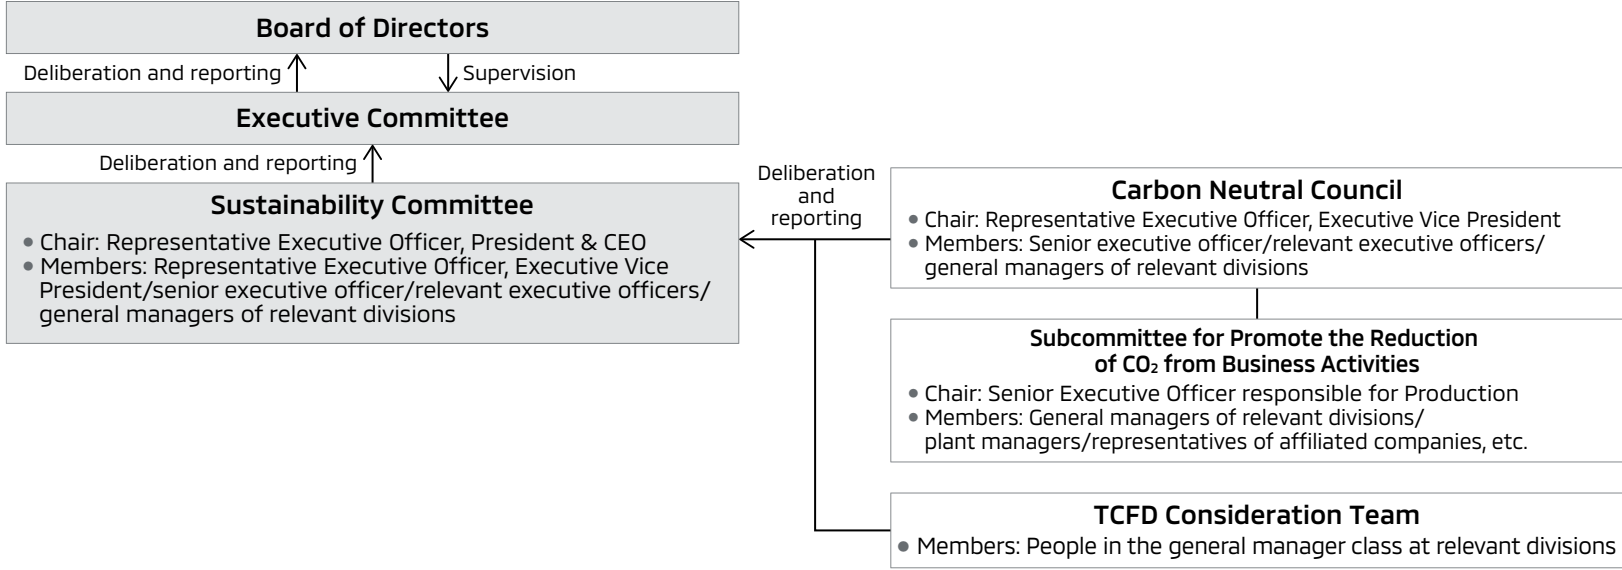 Board of Directors
Deliberation and reporting
Supervision
Executive Committee
Deliberation and reporting
Sustainability Committee
• Chair: Representative Executive Officer, President & CEO
• Members: Representative Executive Officer, Executive Vice
President/senior executive officer/relevant executive officers/
general managers of relevant divisions
Deliberation
and
reporting
Carbon Neutral Council
• Chair: Representative Executive Officer, Executive Vice President
• Members: Senior executive officer/relevant executive officers/
general managers of relevant divisions
Subcommittee for Promote the Reduction
of CO₂ from Business Activities
• Chair: Senior Executive Officer responsible for Production
• Members: General managers of relevant divisions/
plant managers/representatives of affiliated companies, etc.
TCFD Consideration Team
• Members: People in the general manager class at relevant divisions